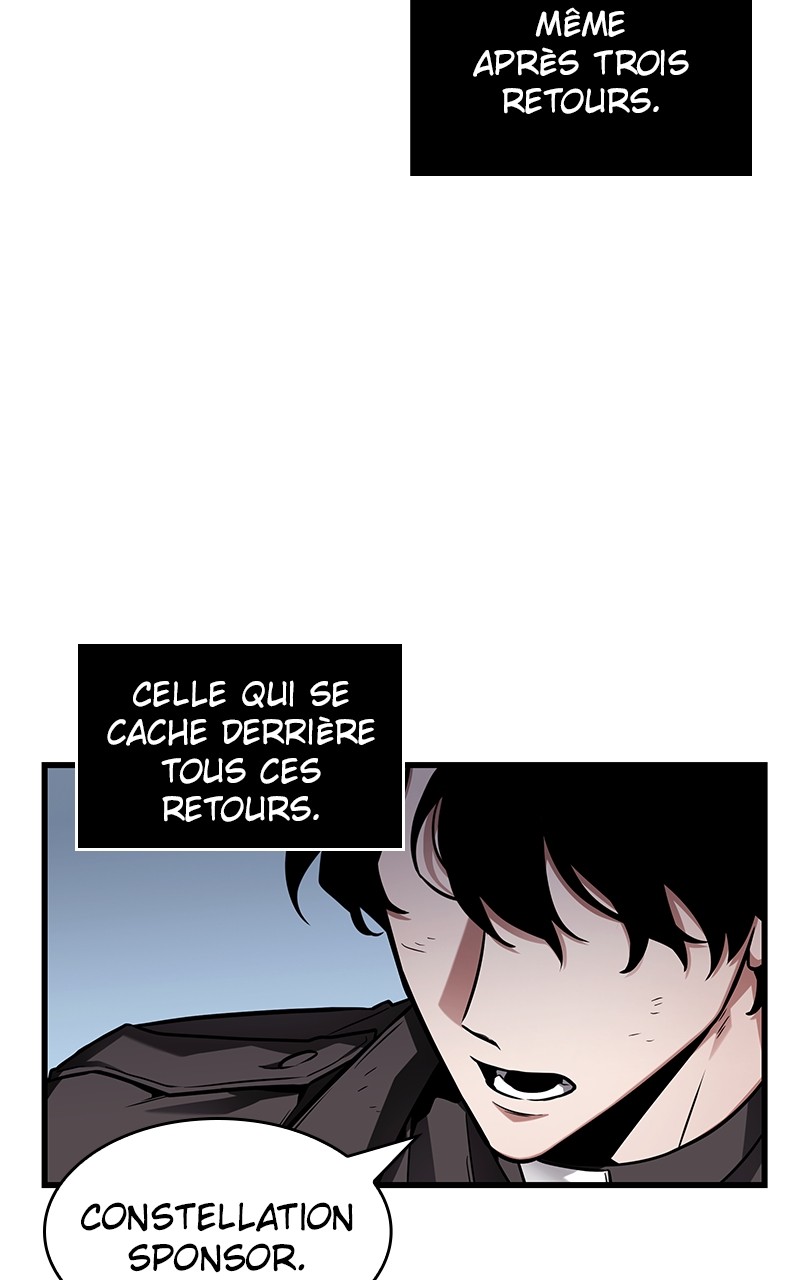 MÊME
APRÈS TROIS
RETOURS.
CELLE QUI SE
CACHE DERRIÈRE
TOUS CES
RETOURS.
CONSTELLATION
SPONSOR.